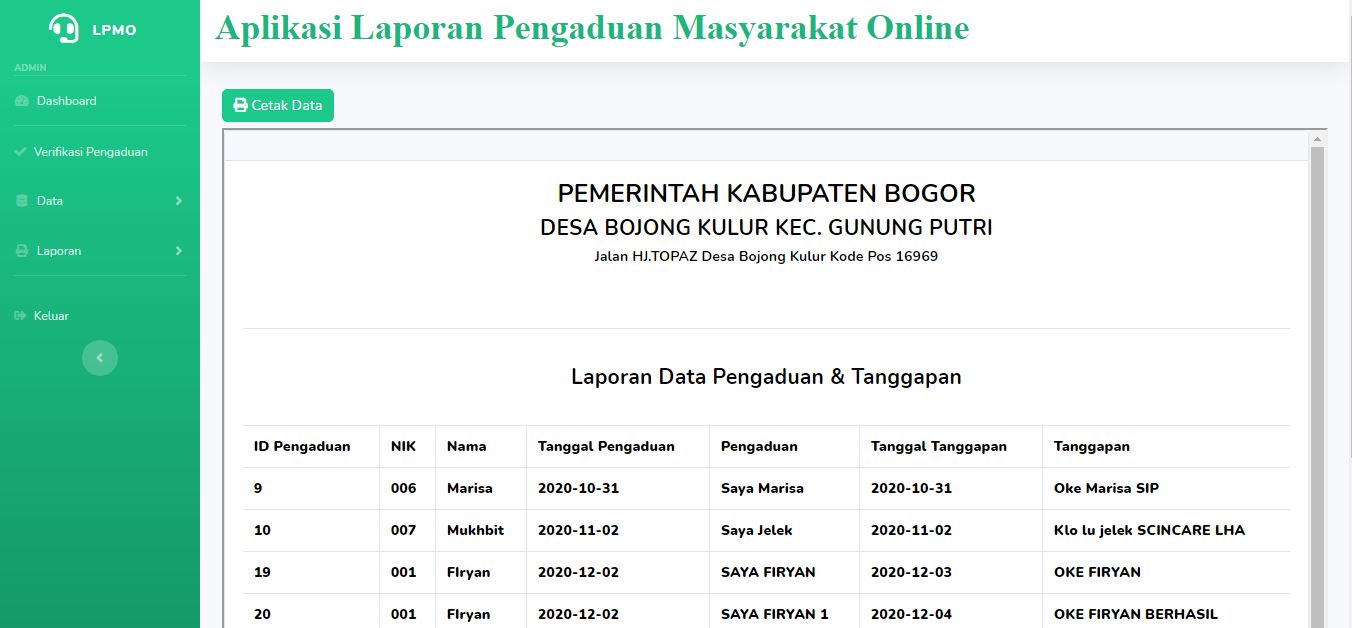 LPMO
Aplikasi Laporan Pengaduan Masyarakat Online
ADMIN
Dashboard
Verifikasi Pengaduan
Data
Laporan
Keluar
Cetak Data
PEMERINTAH KABUPATEN BOGOR
DESA BOJONG KULUR KEC. GUNUNG PUTRI
Jalan HJ.TOPAZ Desa Bojong Kulur Kode Pos 16969
Laporan Data Pengaduan & Tanggapan
ID Pengaduan NIK Nama Tanggal Pengaduan Pengaduan Tanggal Tanggapan Tanggapan
9 006 Marisa 2020-10-31 Saya Marisa 2020-10-31 Oke Marisa SIP
10 007 Mukhbit 2020-11-02 Saya Jelek 2020-11-02 Klo lu jelek SCINCARE LHA
19 001 FIryan 2020-12-02 SAYA FIRYAN 2020-12-03 OKE FIRYAN
20 001 FIryan 2020-12-02 SAYA FIRYAN 1 2020-12-04 OKE FIRYAN BERHASIL